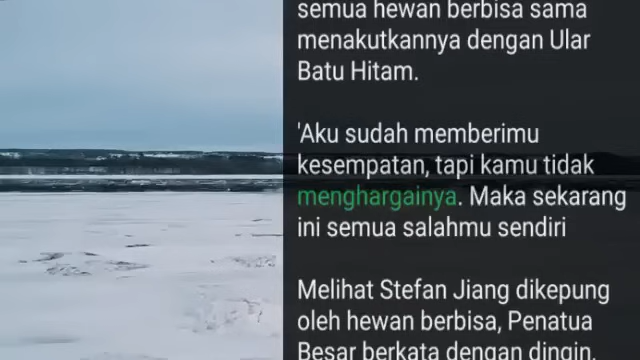 semua hewan berbisa sama
menakutkannya dengan Ular
Batu Hitam.
'Aku sudah memberimu
kesempatan, tapi kamu tidak
menghargainya. Maka sekarang
ini semua salahmu sendiri
Melihat Stefan Jiang dikepung
oleh hewan berbisa, Penatua
Besar berkata dengan dingin.